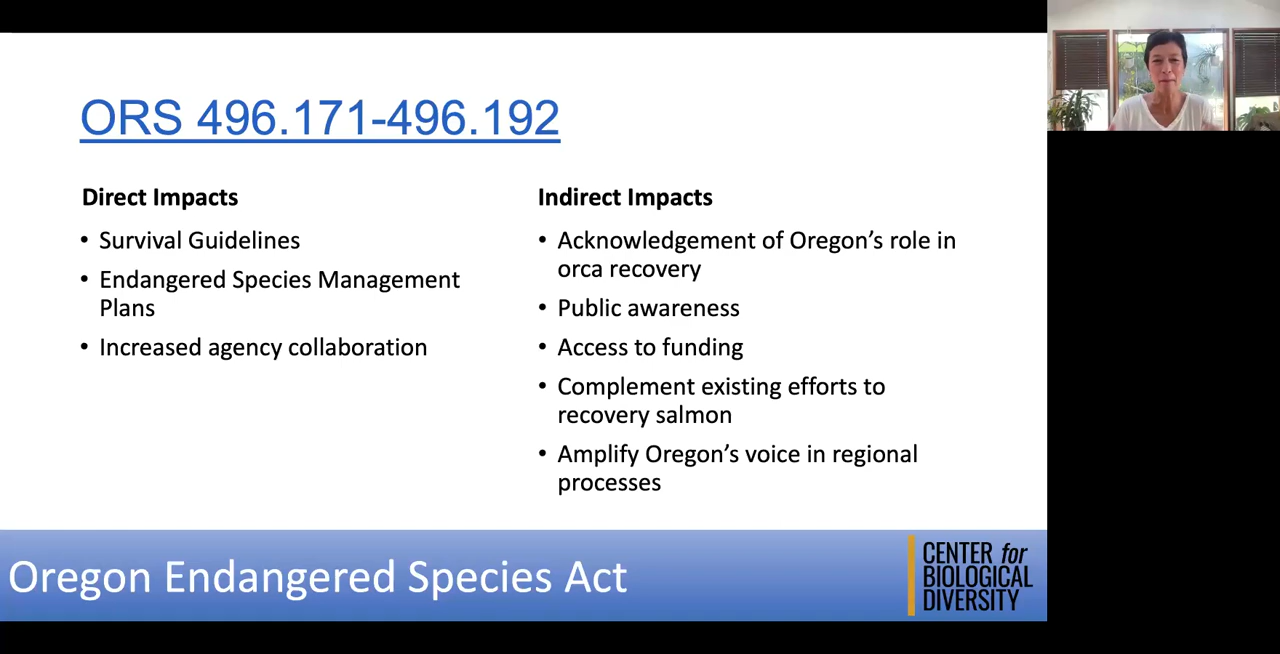 ORS 496.171-496.192
Direct Impacts
• Survival Guidelines
• Endangered Species Management
Plans
• Increased agency collaboration
Indirect Impacts
• Acknowledgement of Oregon’s role in
orca recovery
• Public awareness
• Access to funding
• Complement existing efforts to
recovery salmon
• Amplify Oregon’s voice in regional
processes
Oregon Endangered Species Act
CENTER for
BIOLOGICAL
DIVERSITY